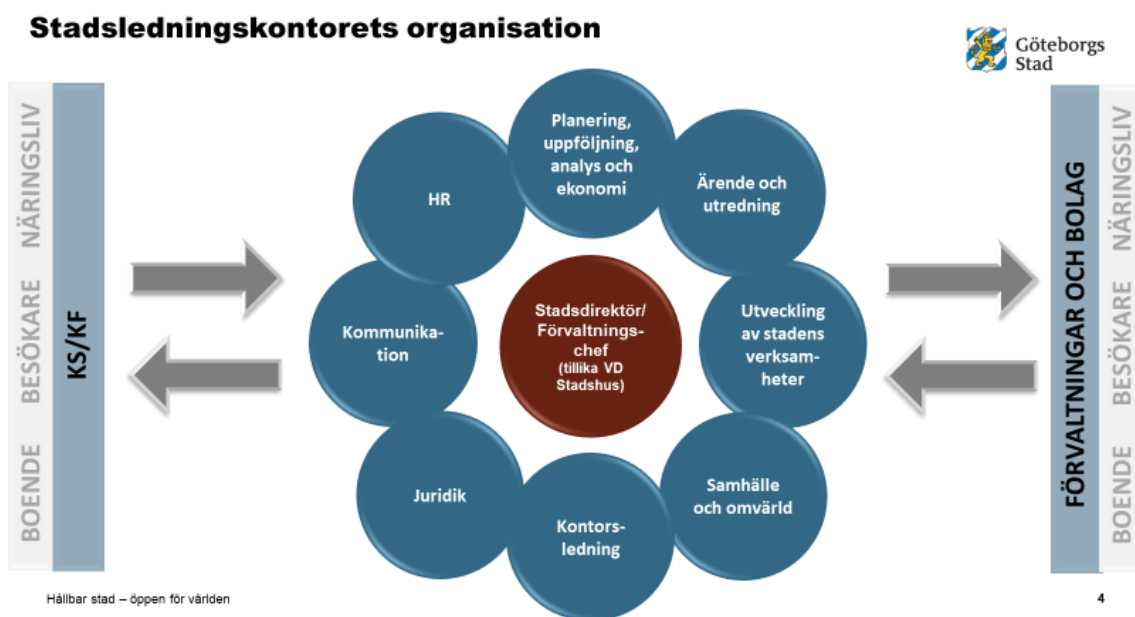 Stadsledningskontorets organisation
Göteborgs
Stad
NÄRINGSLIV
BESÖKARE
BOENDE
KS/KF
Planering,
uppföljning,
analys och
ekonomi
HR
Ärende och
utredning
Kommunika-
tion
Stadsdirektör/
Förvaltnings-
chef
(tillika VD
Stadshus)
Utveckling
av stadens
verksam-
heter
Juridik
Samhälle
och omvärld
Kontors-
ledning
FÖRVALTNINGAR OCH BOLAG
NÄRINGSLIV
BESÖKARE
BOENDE
Hållbar stad – öppen för världen
4